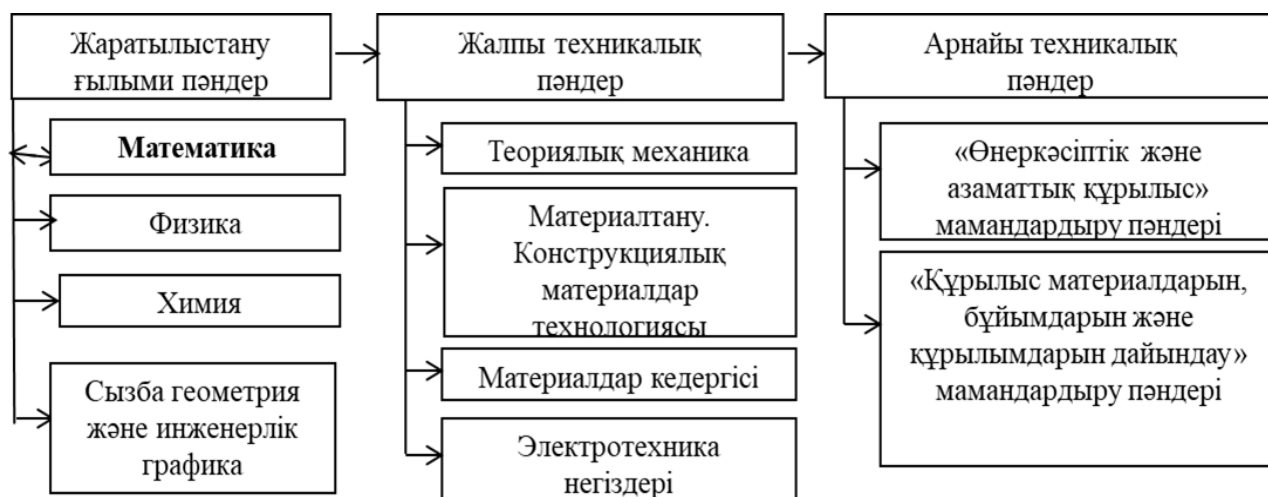 Жаратылыстану
ғылыми пәндер
Математика
Физика
Химия
Сызба геометрия
және инженерлік
графика
Жалпы техникалық
пәндер
Теориялық механика
Материалтану.
Конструкциялық
материалдар
технологиясы
Материалдар кедергісі
Электротехника
негіздері
Арнайы техникалық
пәндер
«Өнеркәсіптік және
азаматтық құрылыс»
мамандардыру пәндері
«Құрылыс материалдарын,
бұйымдарын және
құрылымдарын дайындау»
мамандардыру пәндері